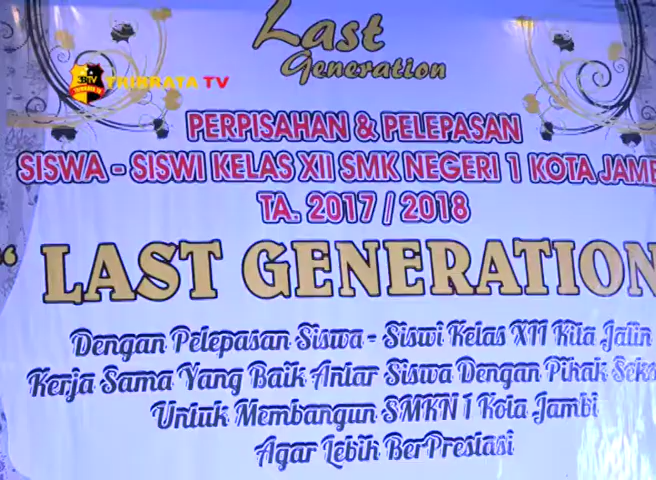 Last
Generation
TRIBRATA TV
PERPISAHAN & PELEPASAN
SISWA - SISWI KELAS XII SMK NEGERI 1 KOTA JAMB
TA. 2017 / 2018
“ LAST GENERATION
Dengan Pelepasan Siswa - Siswi Kelas XII Kita Jalin
Kerja Sama Yang Baik Antar Siswa Dengan Pihak Seko
Untuk Membangun SMKN 1 Kota Jambi
Agar Lebih BerPrestasi